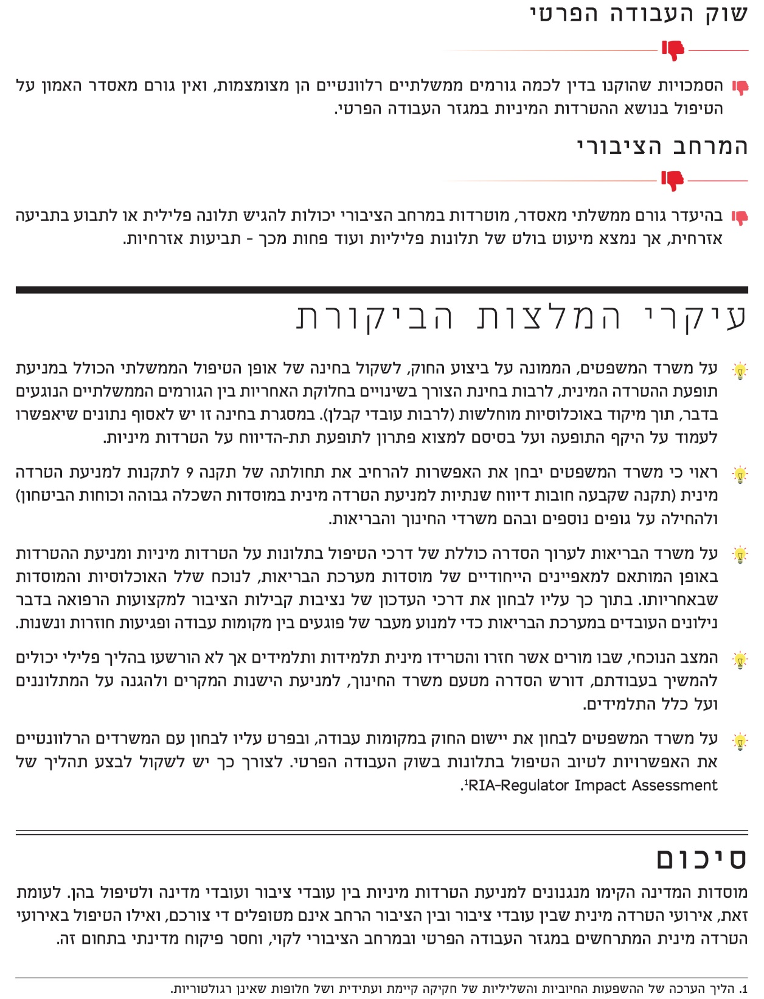 שוק העבודה הפרטי
הסמכויות שהוקנו בדין לכמה גורמים ממשלתיים רלוונטיים הן מצומצמות, ואין גורם מאסדר האמון על
הטיפול בנושא ההטרדות המיניות במגזר העבודה הפרטי.
המרחב הציבורי
בהיעדר גורם ממשלתי מאסדר, מוטרדות במרחב הציבורי יכולות להגיש תלונה פלילית או לתבוע בתביעה
אזרחית, אך נמצא מיעוט בולט של תלונות פליליות ועוד פחות מכך - תביעות אזרחיות.
עיקרי המלצות הביקורת
על משרד המשפטים, הממונה על ביצוע החוק, לשקול בחינה של אופן הטיפול הממשלתי הכולל במניעת
תופעת ההטרדה המינית, לרבות בחינת הצורך בשינויים בחלוקת האחריות בין הגורמים הממשלתיים הנוגעים
בדבר, תוך מיקוד באוכלוסיות מוחלשות (לרבות עובדי קבלן). במסגרת בחינה זו יש לאסוף נתונים שיאפשרו
לעמוד על היקף התופעה ועל בסיסם למצוא פתרון לתופעת תת-הדיווח על הטרדות מיניות.
ראוי כי משרד המשפטים יבחן את האפשרות להרחיב את תחולתה של תקנה 9 לתקנות למניעת הטרדה
מינית (תקנה שקבעה חובות דיווח שנתיות למניעת הטרדה מינית במוסדות השכלה גבוהה וכוחות הביטחון)
ולהחילה על גופים נוספים ובהם משרדי החינוך והבריאות.
על משרד הבריאות לערוך הסדרה כוללת של דרכי הטיפול בתלונות על הטרדות מיניות ומניעת ההטרדות
באופן המותאם למאפיינים הייחודיים של מוסדות מערכת הבריאות, לנוכח שלל האוכלוסיות והמוסדות
שבאחריותו. בתוך כך עליו לבחון את דרכי העדכון של נציבות קבילות הציבור למקצועות הרפואה בדבר
נילונים העובדים במערכת הבריאות כדי למנוע מעבר של פוגעים בין מקומות עבודה ופגיעות חוזרות ונשנות.
המצב הנוכחי, שבו מורים אשר חזרו והטרידו מינית תלמידות ותלמידים אך לא הורשעו בהליך פלילי יכולים
להמשיך בעבודתם, דורש הסדרה מטעם משרד החינוך, למניעת הישנות המקרים ולהגנה על המתלוננים
ועל כלל התלמידים.
על משרד המשפטים לבחון את יישום החוק במקומות עבודה, ובפרט עליו לבחון עם המשרדים הרלוונטיים
את האפשרויות לטיוב הטיפול בתלונות בשוק העבודה הפרטי. לצורך כך יש לשקול לבצע תהליך של
RIA-Regulator Impact Assessment¹.
סיכום
מוסדות המדינה הקימו מנגנונים למניעת הטרדות מיניות בין עובדי ציבור ועובדי מדינה ולטיפול בהן. לעומת
זאת, אירועי הטרדה מינית שבין עובדי ציבור ובין הציבור הרחב אינם מטופלים די צורכם, ואילו הטיפול באירועי
הטרדה מינית המתרחשים במגזר העבודה הפרטי ובמרחב הציבורי לקוי, וחסר פיקוח מדינתי בתחום זה.
1. הליך הערכה של ההשפעות החיוביות והשליליות של חקיקה קיימת ועתידית ושל חלופות שאינן רגולטוריות.